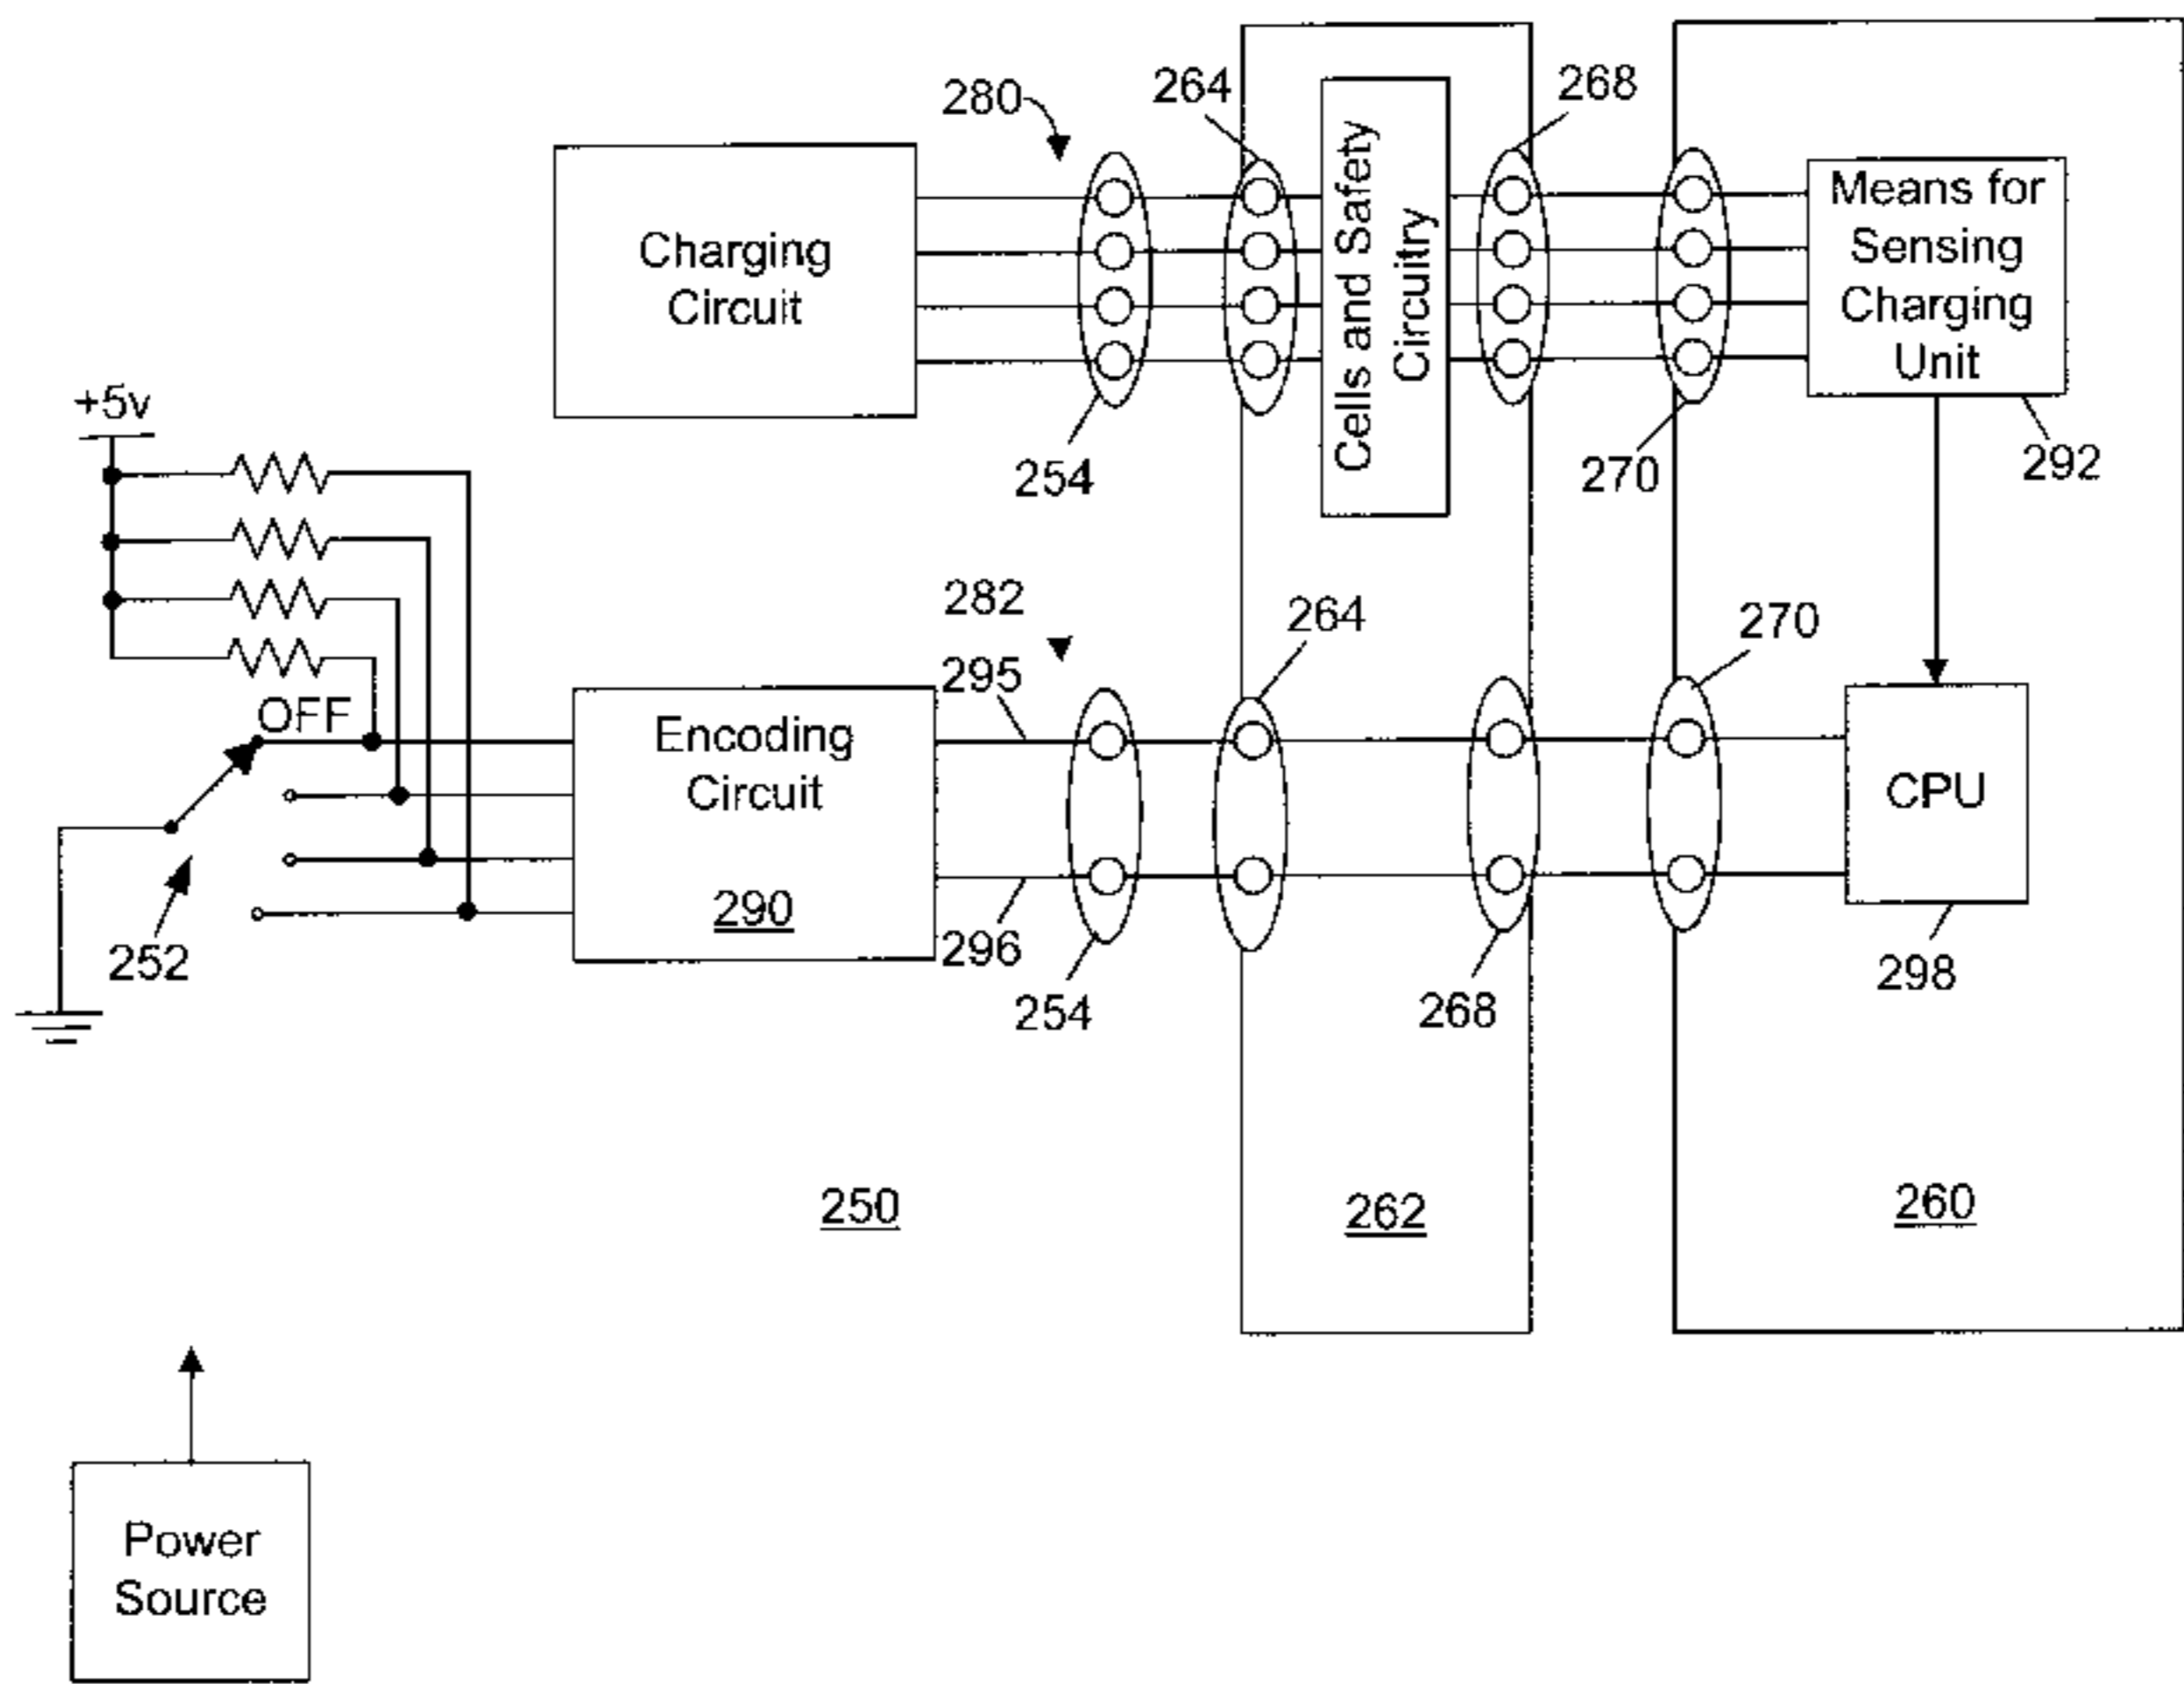 280
264
268
Charging
Circuit
Cells and Safety
Circuitry
Means for
Sensing
Charging
Unit
+5v
254
270
292
282
264
270
295
OFF
Encoding
Circuit
290
CPU
252
296
254
268
298
250
262
260
Power
Source